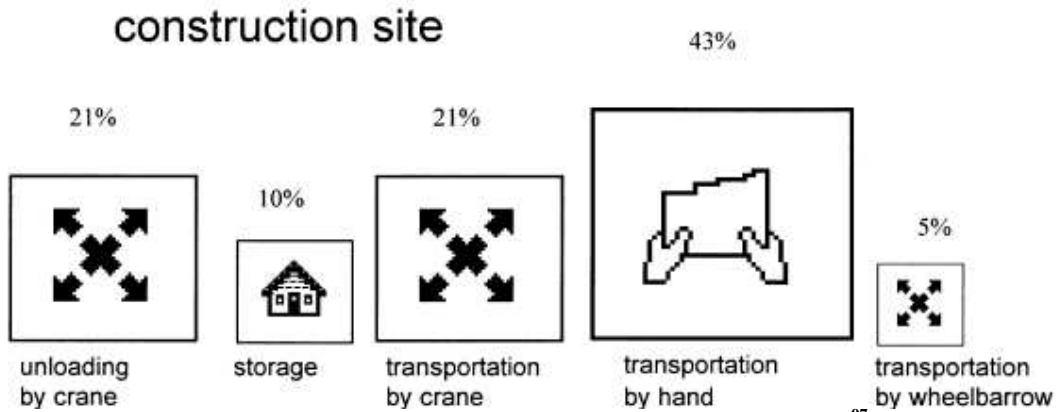 construction site
43%
21%
21%
10%
5%
unloading
by crane
storage
transportation
by crane
transportation
by hand
transportation
by wheelbarrow